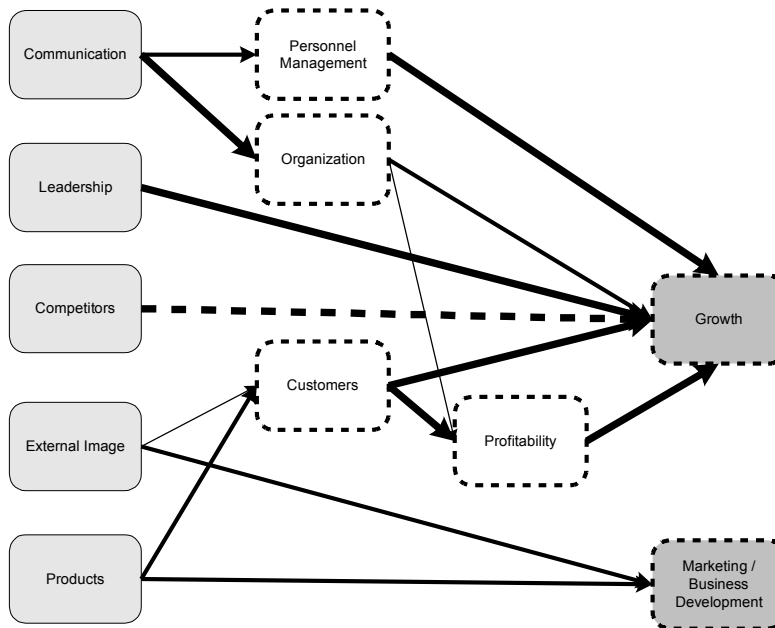 Communication
Personnel
Management
Organization
Leadership
Competitors
Growth
Customers
External Image
Profitability
Products
Marketing /
Business
Development